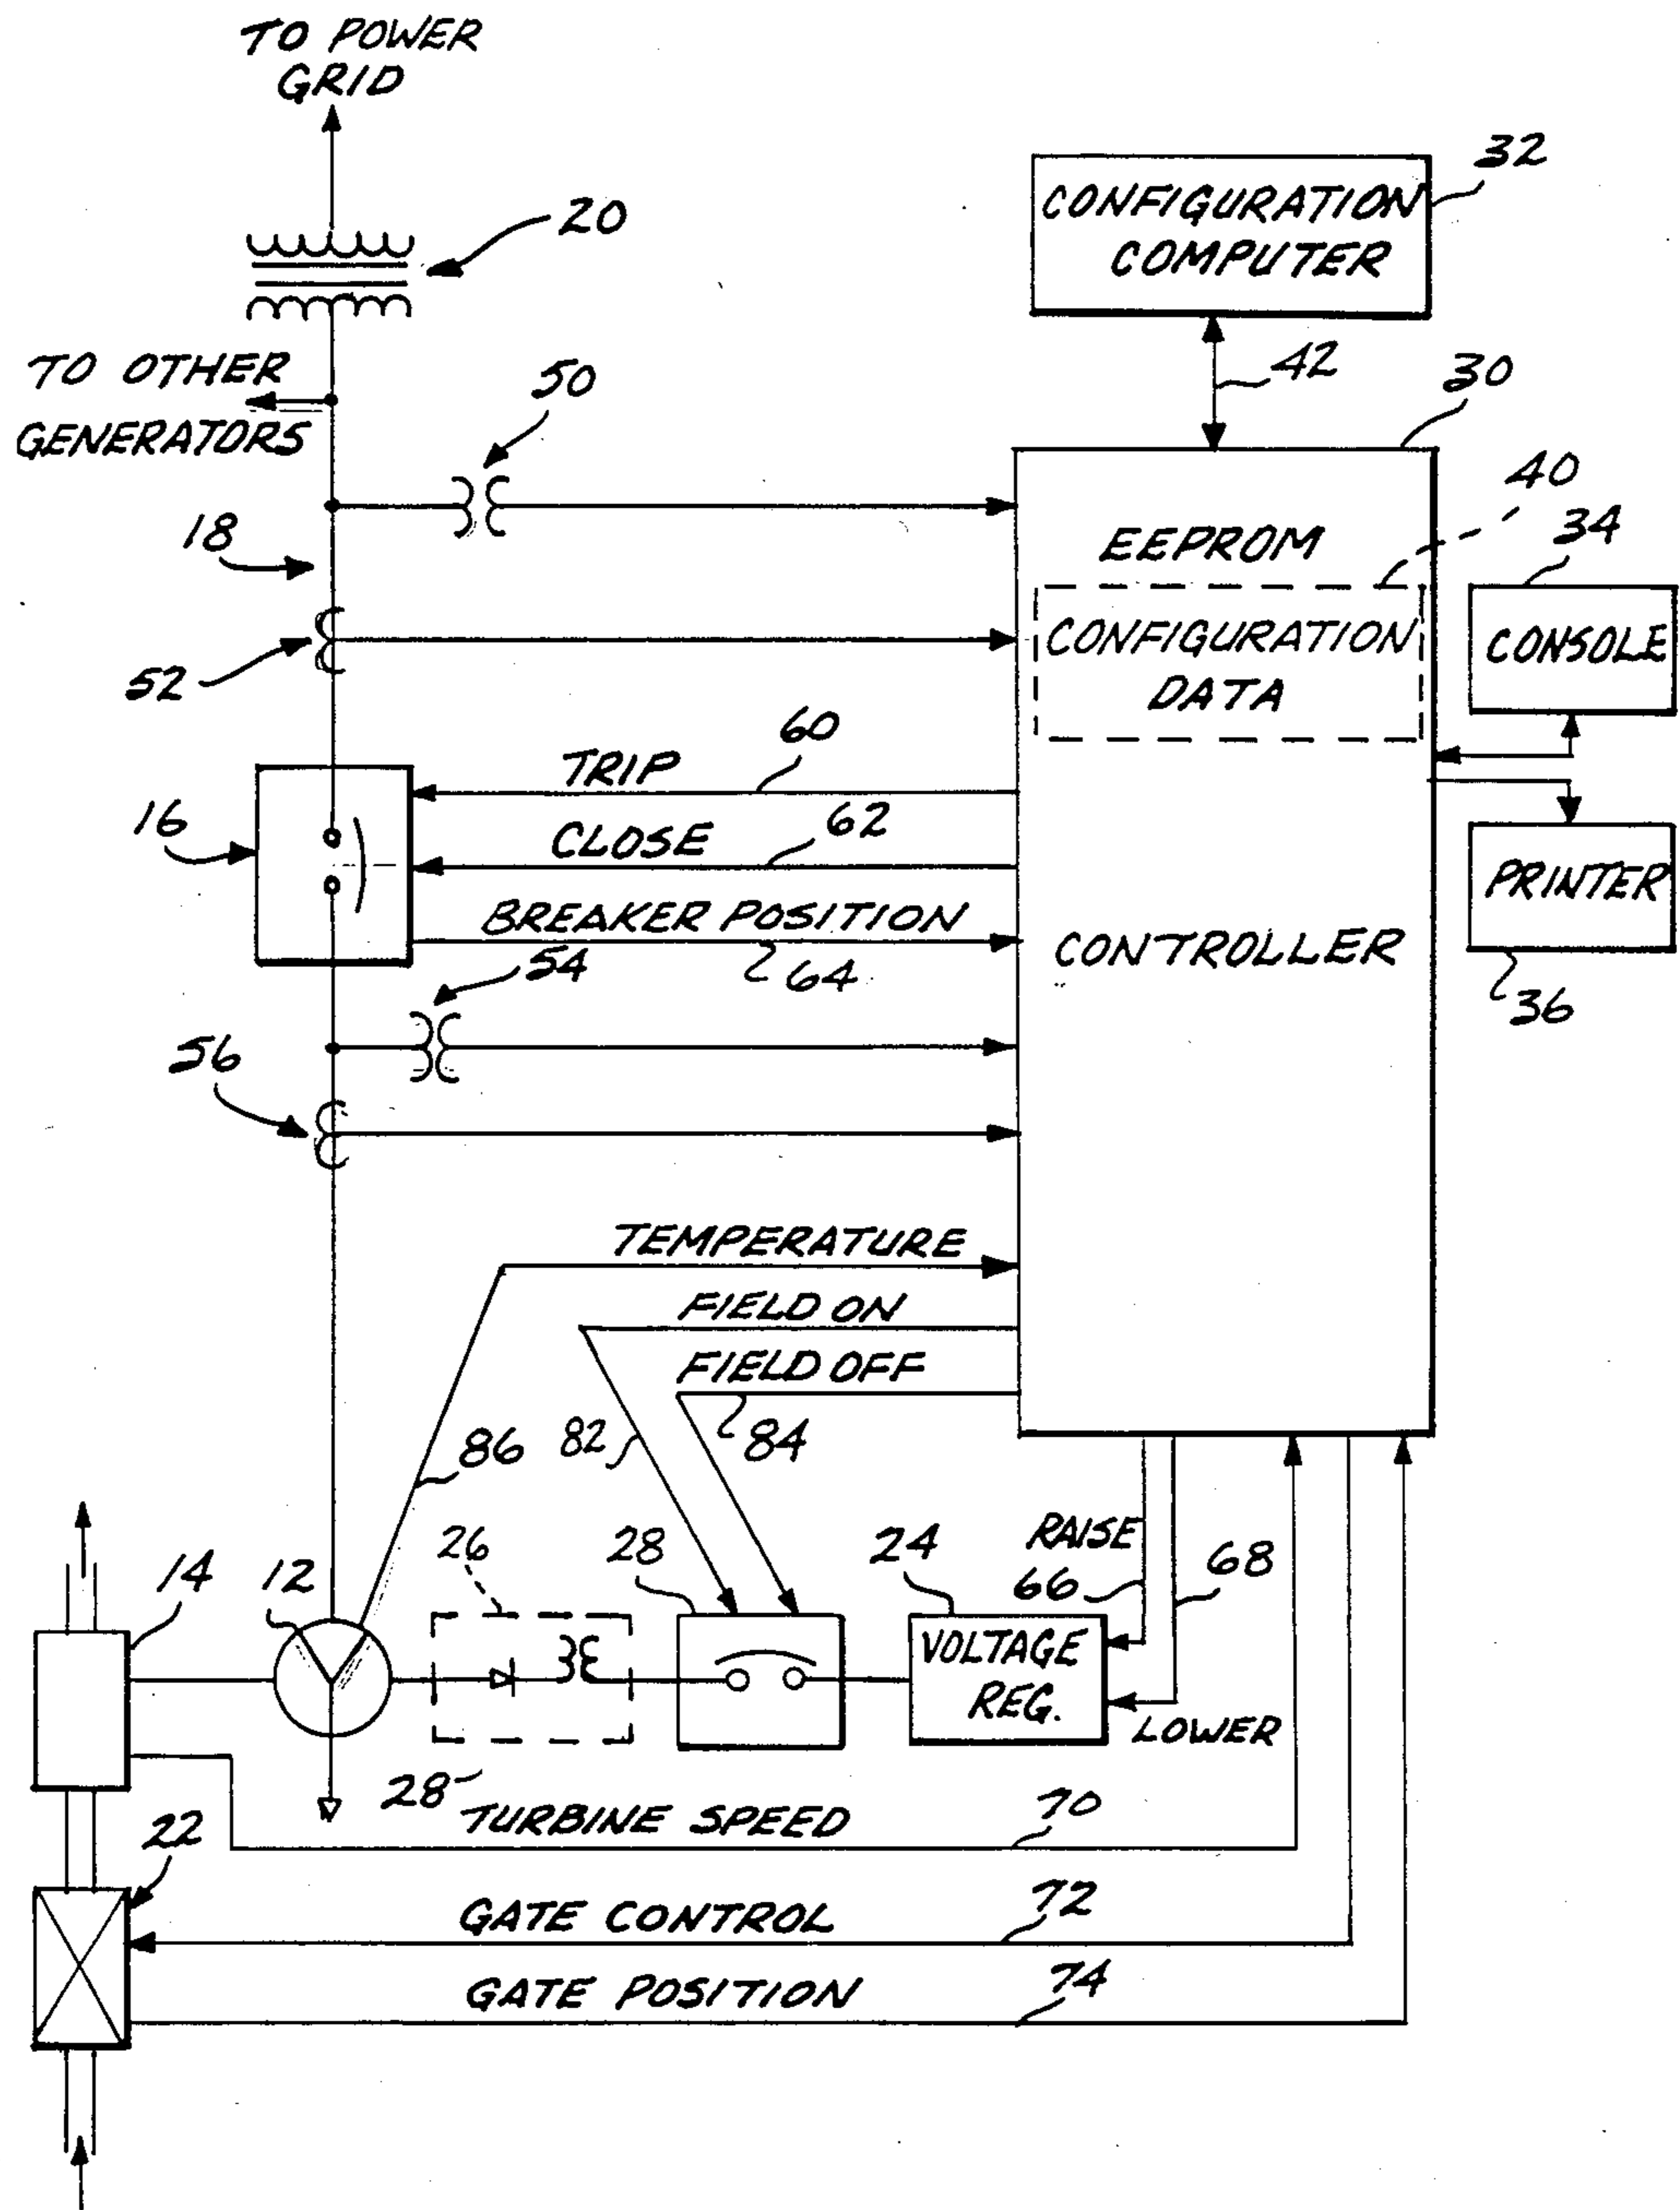 TO POWER
GRID
20
32
CONFIGURATION
COMPUTER
TO OTHER
GENERATORS
50
42
30
40
18
EEPROM
34
CONFIGURATION
DATA
CONSOLE
52
60
TRIP
16
62
CLOSE
PRINTER
BREAKER POSITION
CONTROLLER
54
64
36
56
TEMPERATURE
FIELD ON
FIELD OFF
82
84
86
RAISE
66
68
14
12
26
28
24
VOLTAGE
REG.
LOWER
28
TURBINE SPEED
70
22
GATE CONTROL
72
GATE POSITION
74